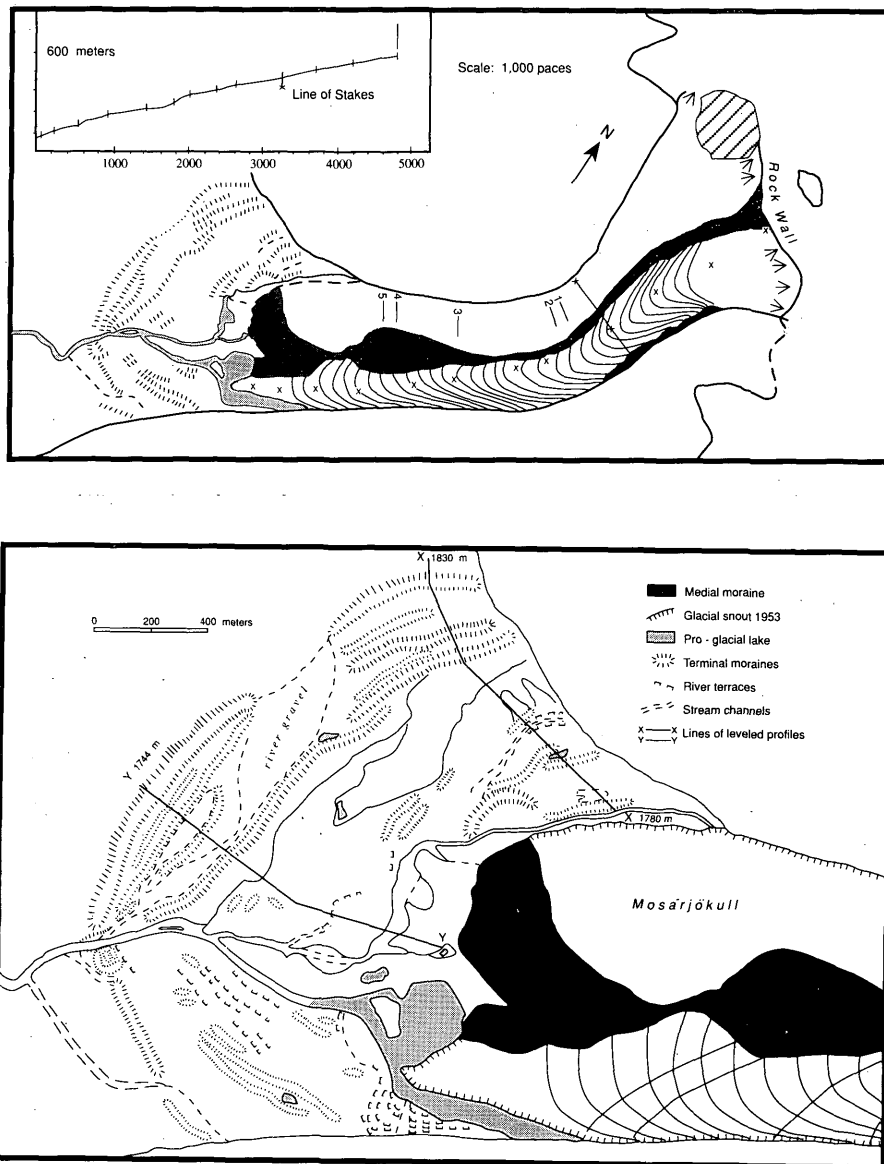 600 meters
Scale: 1,000 paces
Line of Stakes
1000 2000 3000 4000 5000
N
Rock Wall
5 4 3 2 1
x x x x x x x x x x x x x
X 1830 m
0 200 400 meters
Medial moraine
Glacial snout 1953
Pro - glacial lake
Terminal moraines
River terraces
Stream channels
X X Lines of leveled profiles
Y Y
river gravel
Y 1744 m
X 1780 m
Mosárjökull
Y